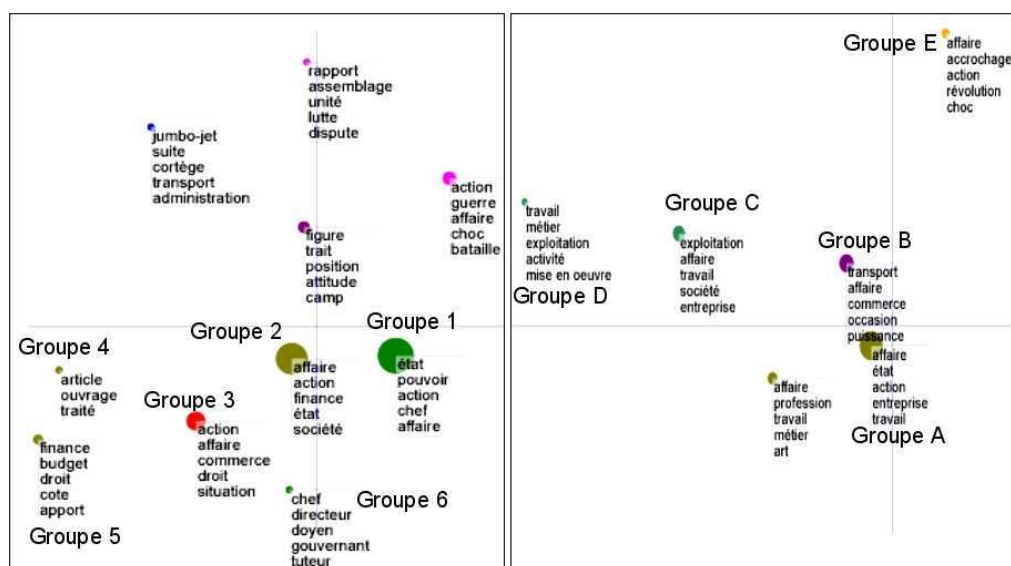 rapport
assemblage
unité
lutte
dispute
jumbo-jet
suite
cortège
transport
administration
action
guerre
affaire
choc
bataille
figure
trait
position
attitude
camp
Groupe 2
Groupe 1
Groupe 4
affaire
action
finance
état
société
état
pouvoir
action
chef
affaire
article
ouvrage
traité
Groupe 3
action
affaire
commerce
droit
situation
finance
budget
droit
cote
apport
Groupe 5
Groupe 6
chef
directeur
doyen
gouvernant
tuteur
Groupe E
affaire
accrochage
action
révolution
choc
Groupe C
travail
métier
exploitation
activité
mise en oeuvre
Groupe D
exploitation
affaire
travail
société
entreprise
Groupe B
transport
affaire
commerce
occasion
puissance
affaire
état
action
entreprise
travail
Groupe A
affaire
profession
travail
métier
art